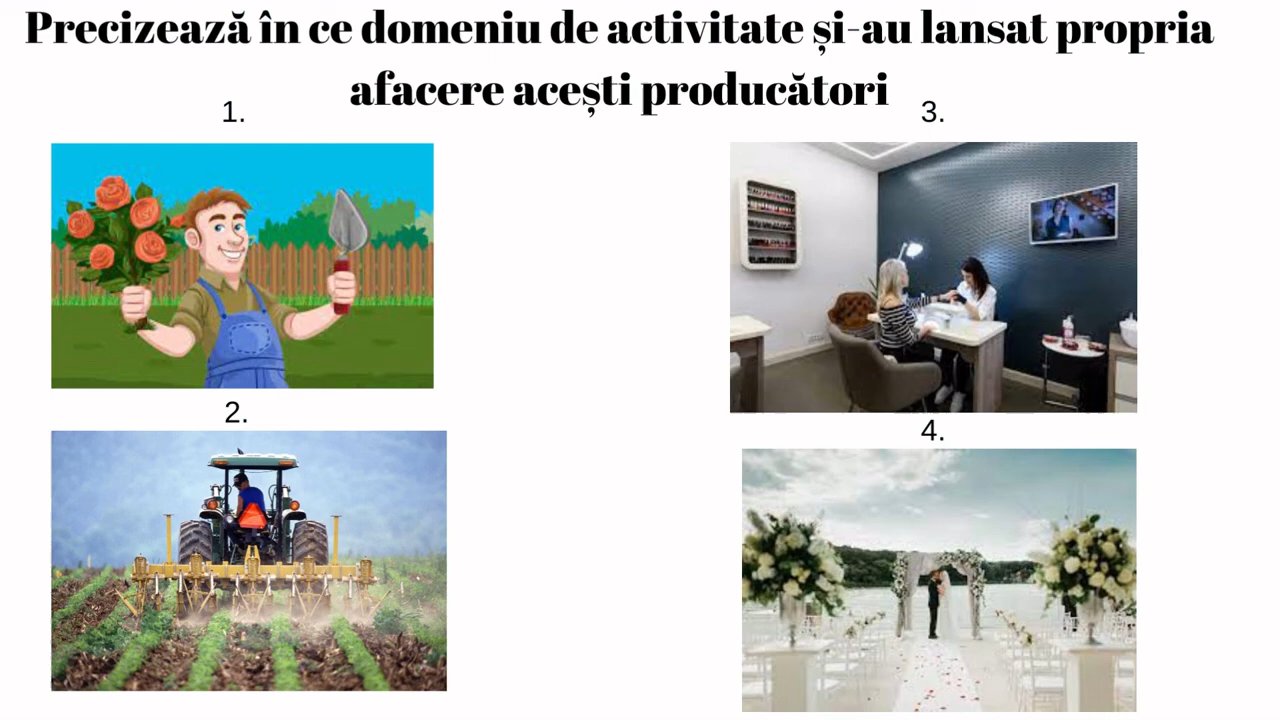 Precizează în ce domeniu de activitate și-au lansat propria
afacere acești producători
1.
3.
2.
4.